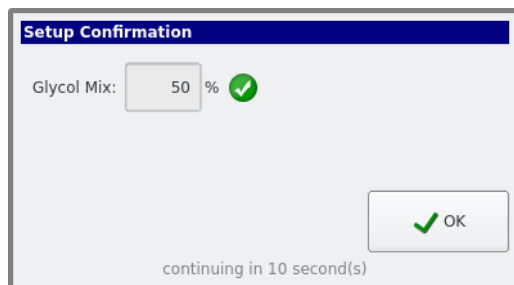 Setup Confirmation
Glycol Mix: 50 %
OK
continuing in 10 second(s)